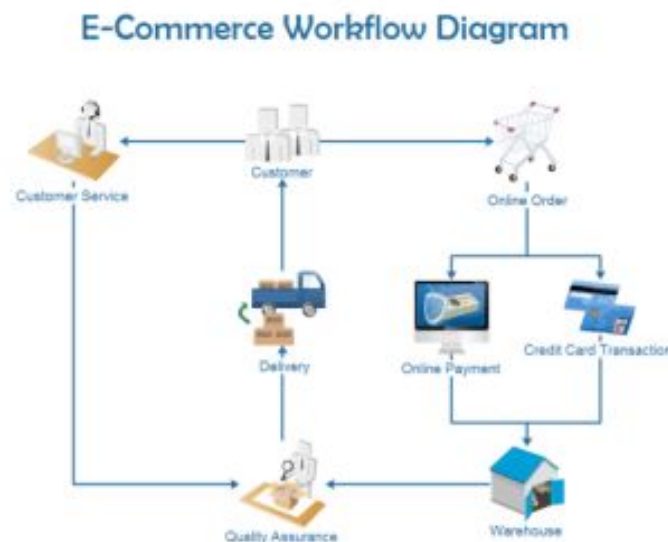 E-Commerce Workflow Diagram
Customer Service
Customer
Online Order
Delivery
Online Payment
Credit Card Transaction
Quality Assurance
Warehouse